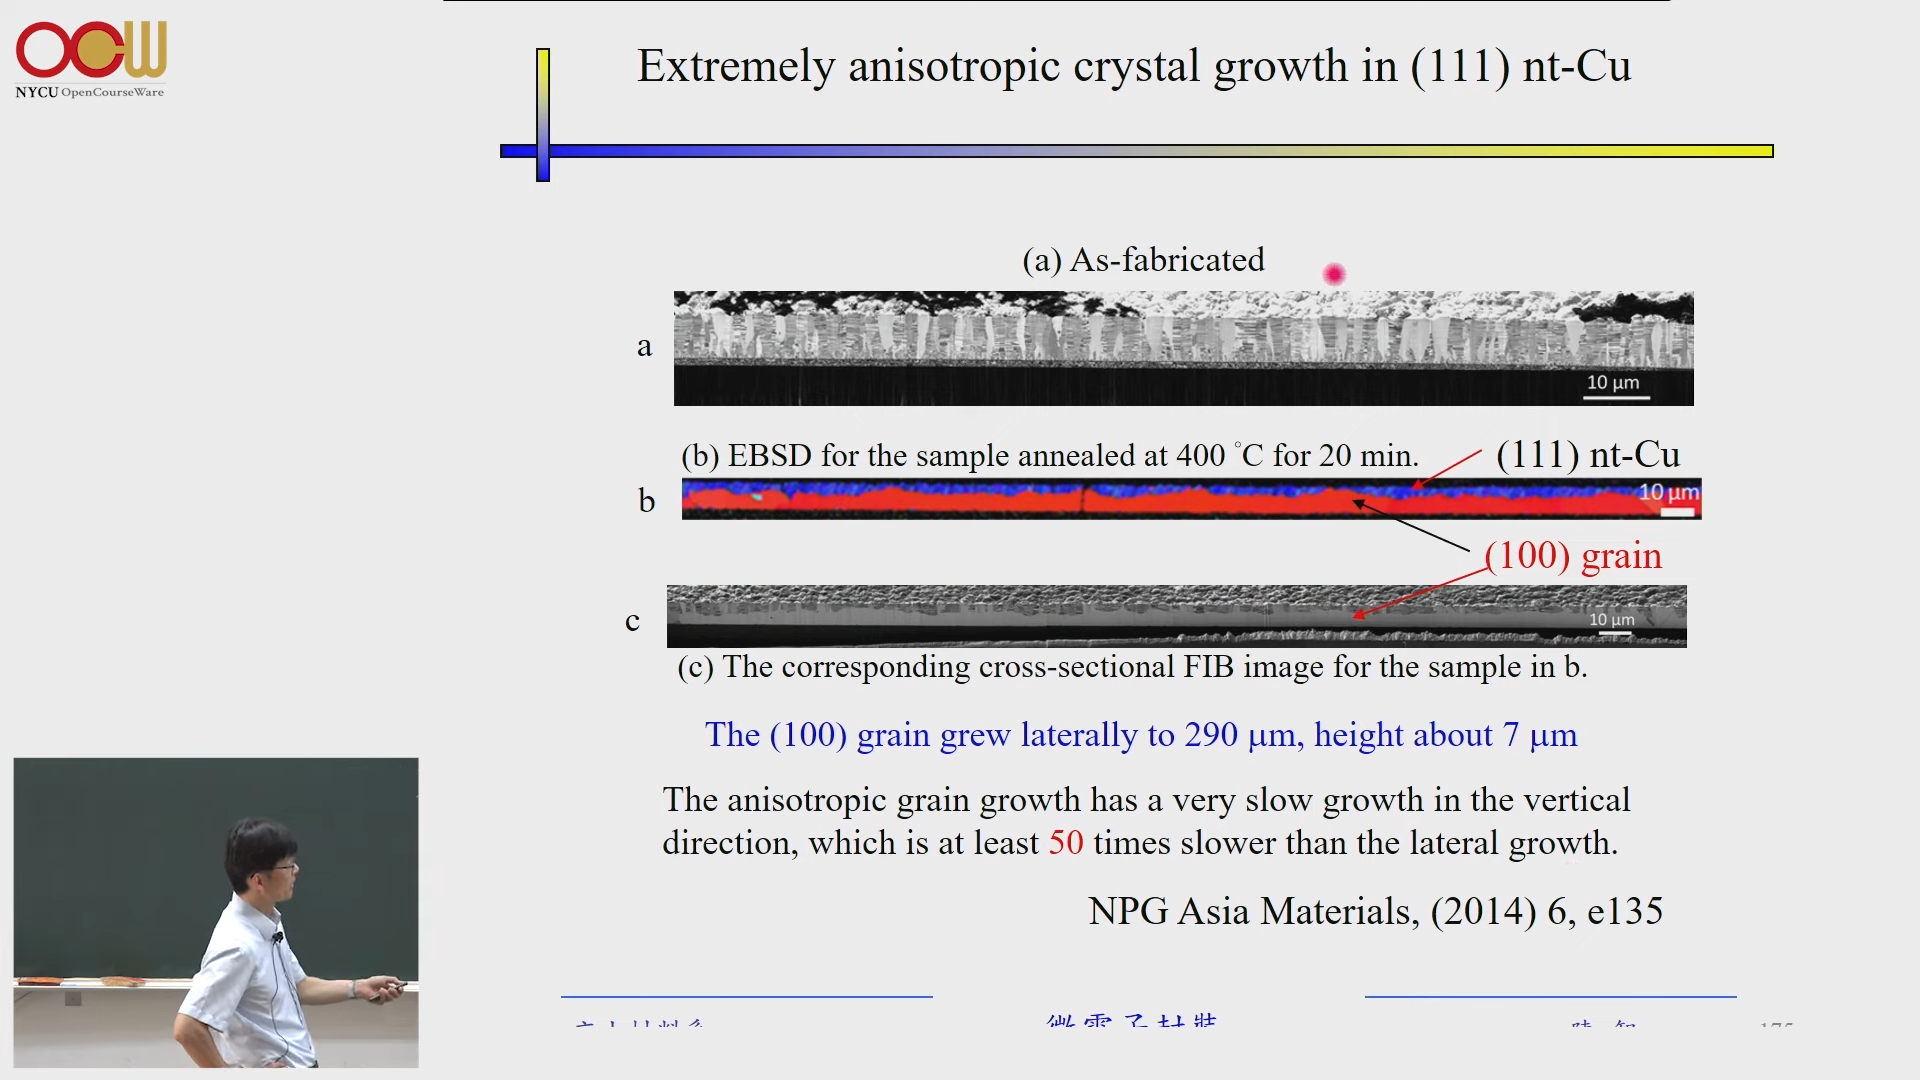 OCW
NYCU OpenCourseWare
Extremely anisotropic crystal growth in (111) nt-Cu
(a) As-fabricated
a
10 µm
(b) EBSD for the sample annealed at 400 °C for 20 min.
(111) nt-Cu
b
10 µm
(100) grain
c
10 µm
(c) The corresponding cross-sectional FIB image for the sample in b.
The (100) grain grew laterally to 290 µm, height about 7 µm
The anisotropic grain growth has a very slow growth in the vertical
direction, which is at least 50 times slower than the lateral growth.
NPG Asia Materials, (2014) 6, e135
微電子封裝